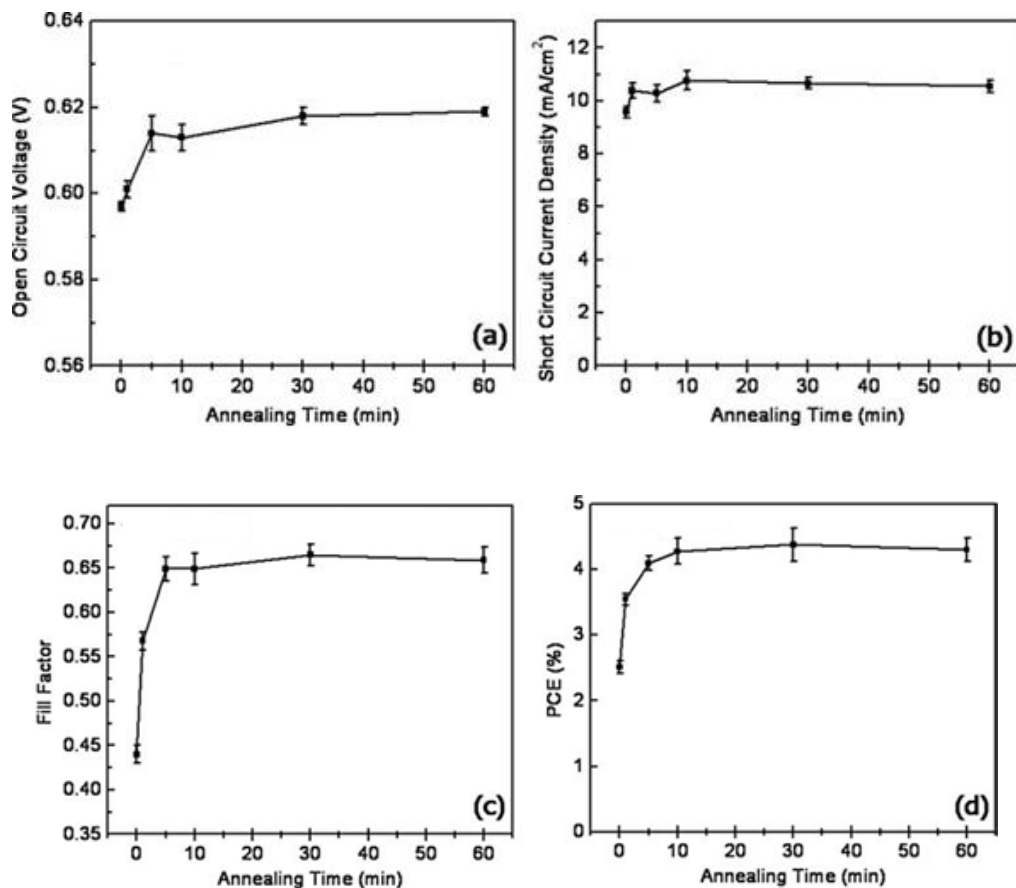 Open Circuit Voltage (V)
0.64
0.62
0.60
0.58
0.56
(a)
0 10 20 30 40 50 60
Annealing Time (min)
Short Circuit Current Density (mA/cm²)
12
10
8
6
4
2
0
(b)
0 10 20 30 40 50 60
Annealing Time (min)
Fill Factor
0.70
0.65
0.60
0.55
0.50
0.45
0.40
0.35
(c)
0 10 20 30 40 50 60
Annealing Time (min)
PCE (%)
5
4
3
2
1
0
(d)
0 10 20 30 40 50 60
Annealing Time (min)